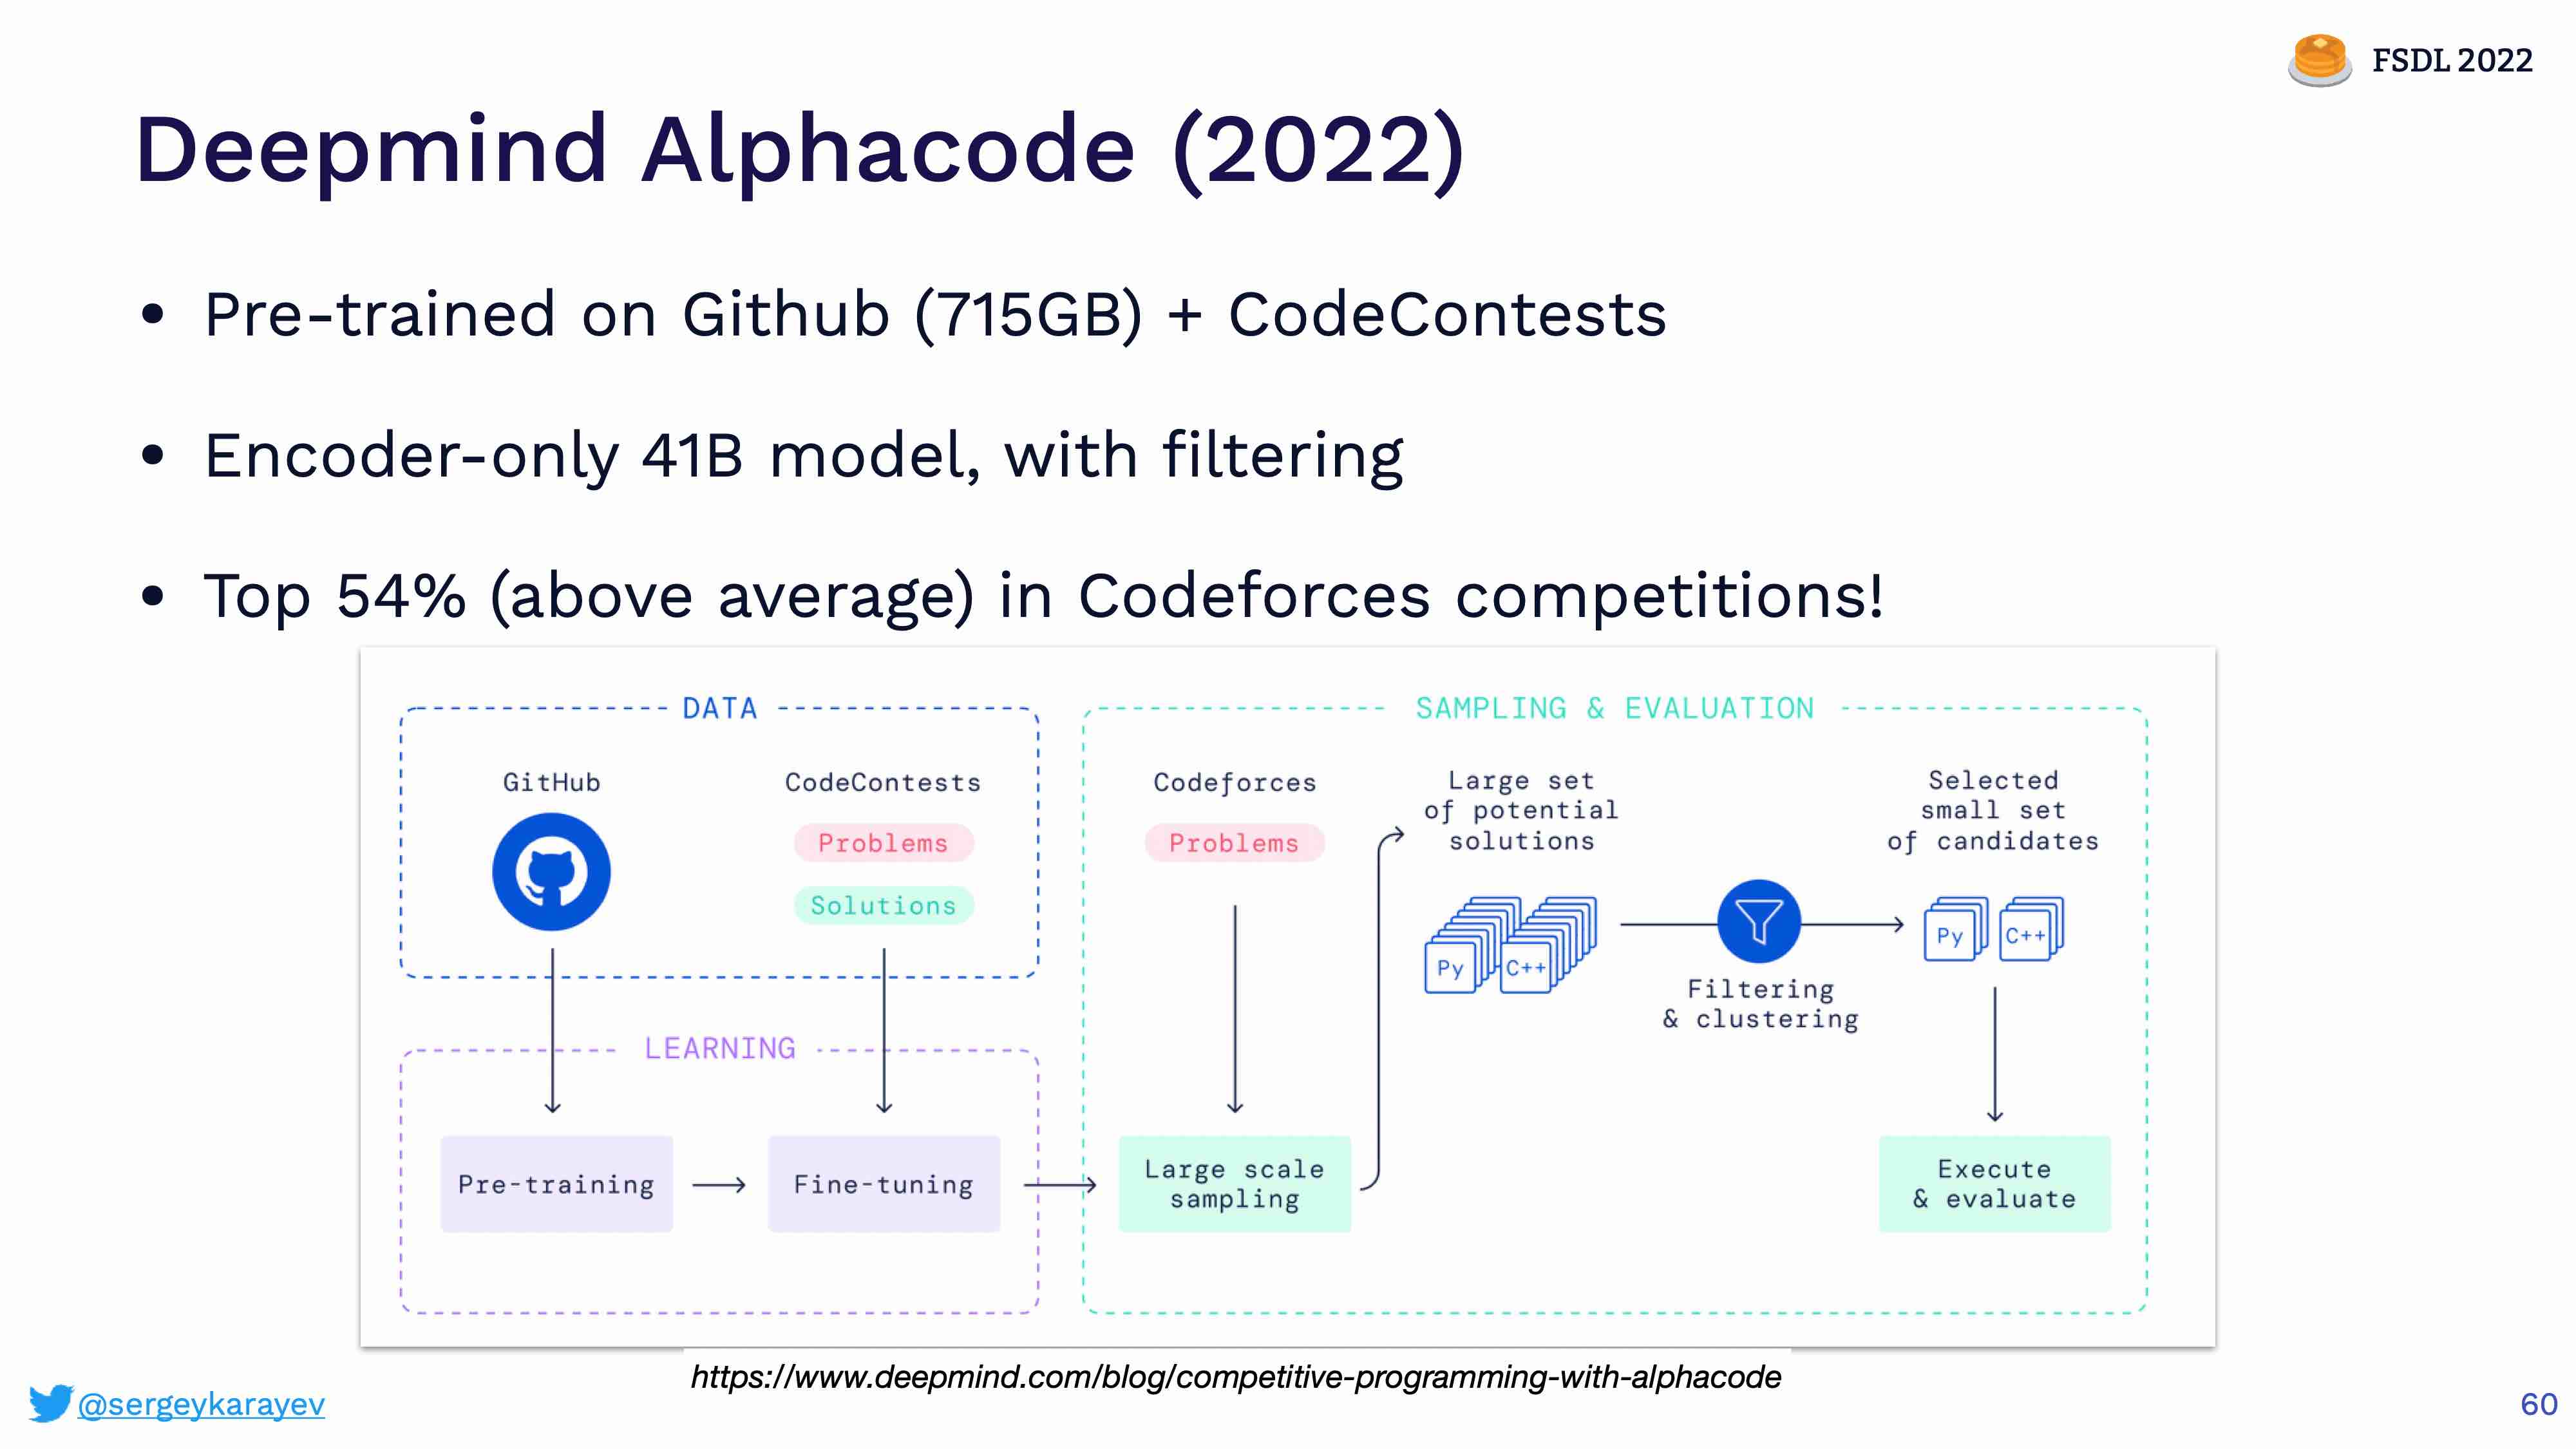 FSDL 2022
Deepmind Alphacode (2022)
• Pre-trained on Github (715GB) + CodeContests
• Encoder-only 41B model, with filtering
• Top 54% (above average) in Codeforces competitions!
DATA
GitHub
CodeContests
Problems
Solutions
LEARNING
Pre-training
Fine-tuning
SAMPLING & EVALUATION
Codeforces
Problems
Large scale
sampling
Large set
of potential
solutions
Py
C++
Filtering
& clustering
Selected
small set
of candidates
Py
C++
Execute
& evaluate
https://www.deepmind.com/blog/competitive-programming-with-alphacode
@sergeykarayev
60